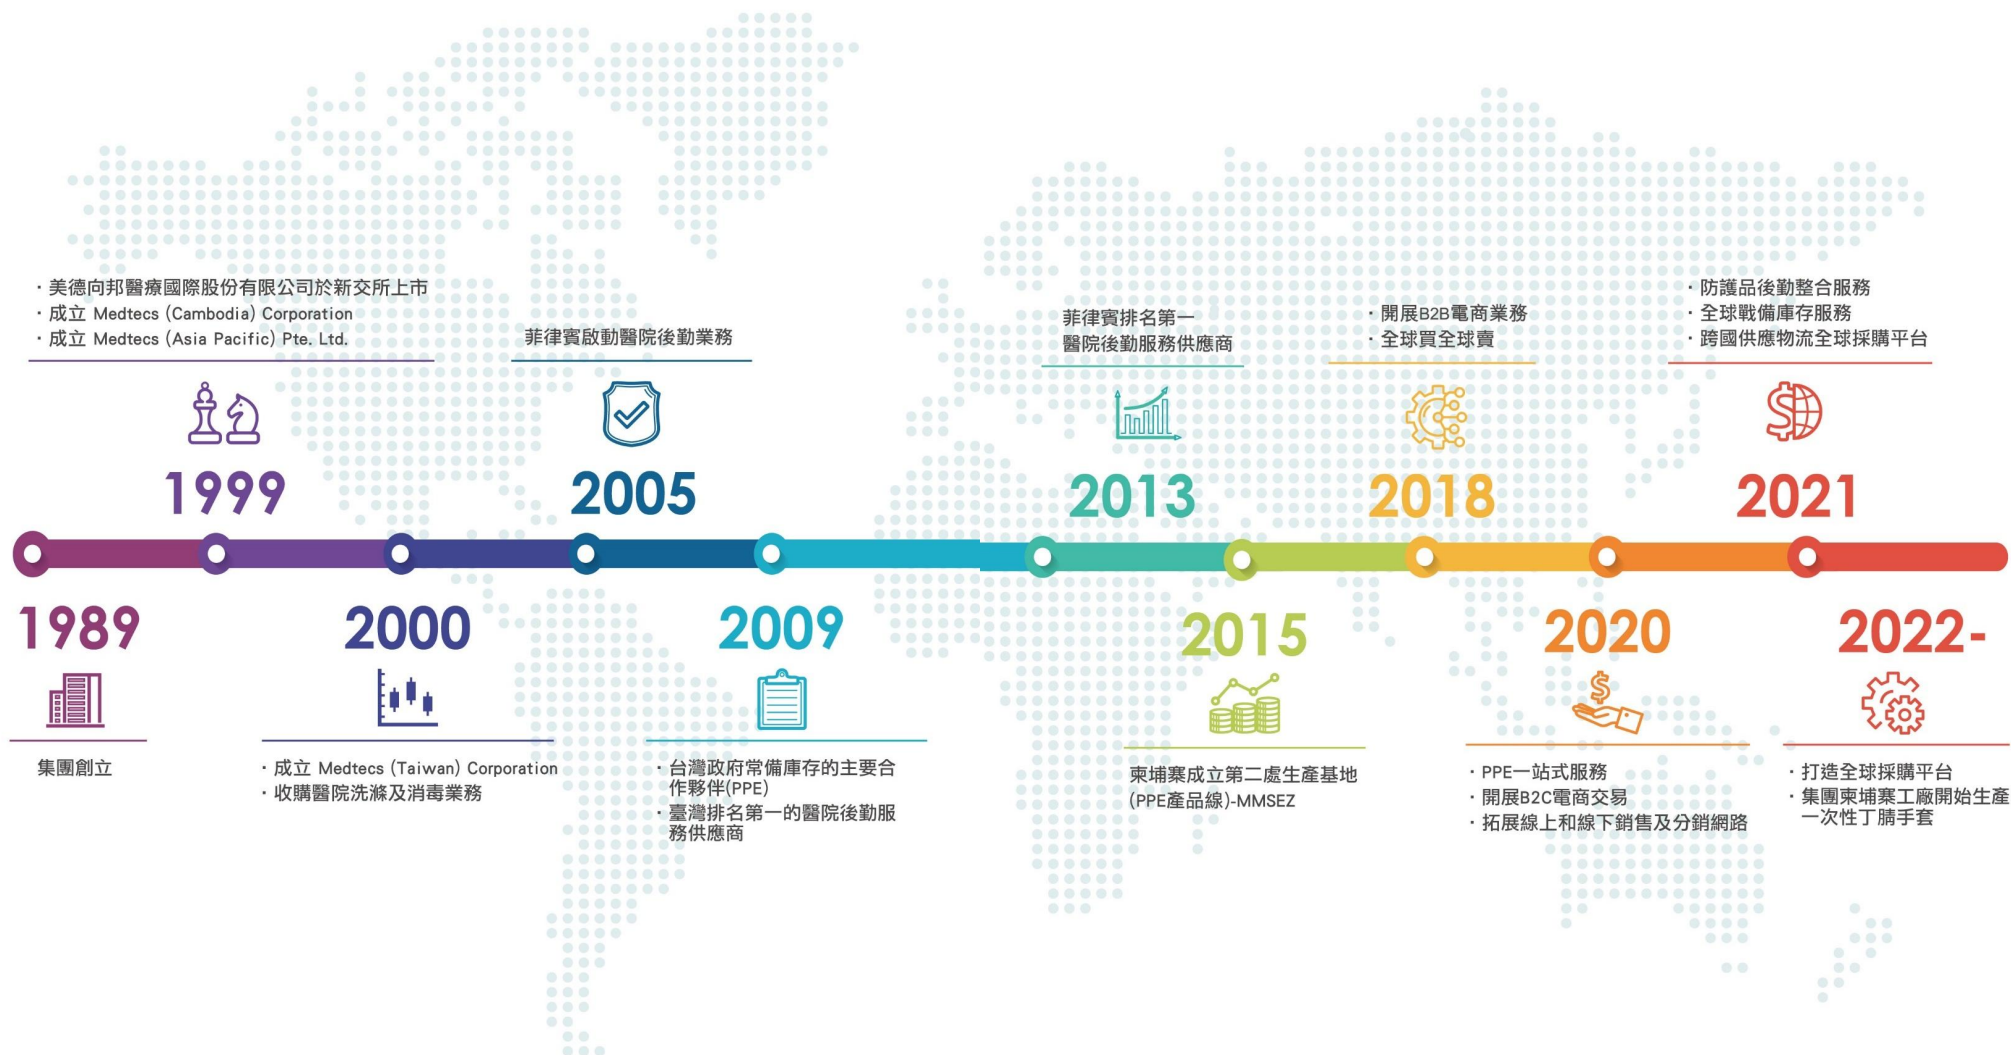 ・美德向邦醫療國際股份有限公司於新交所上市
・成立 Medtecs (Cambodia) Corporation
・成立 Medtecs (Asia Pacific) Pte. Ltd.
1999
菲律賓啟動醫院後勤業務
2005
菲律賓排名第一
醫院後勤服務供應商
2013
・開展B2B電商業務
・全球買全球賣
2018
・防護品後勤整合服務
・全球戰備庫存服務
・跨國供應物流全球採購平台
2021
1989
集團創立
2000
・成立 Medtecs (Taiwan) Corporation
・收購醫院洗滌及消毒業務
2009
・台灣政府常備庫存的主要合
作夥伴(PPE)
・臺灣排名第一的醫院後勤服
務供應商
2015
柬埔寨成立第二處生產基地
(PPE產品線)-MMSEZ
2020
・PPE一站式服務
・開展B2C電商交易
・拓展線上和線下銷售及分銷網路
2022-
・打造全球採購平台
・集團柬埔寨工廠開始生產
一次性丁腈手套